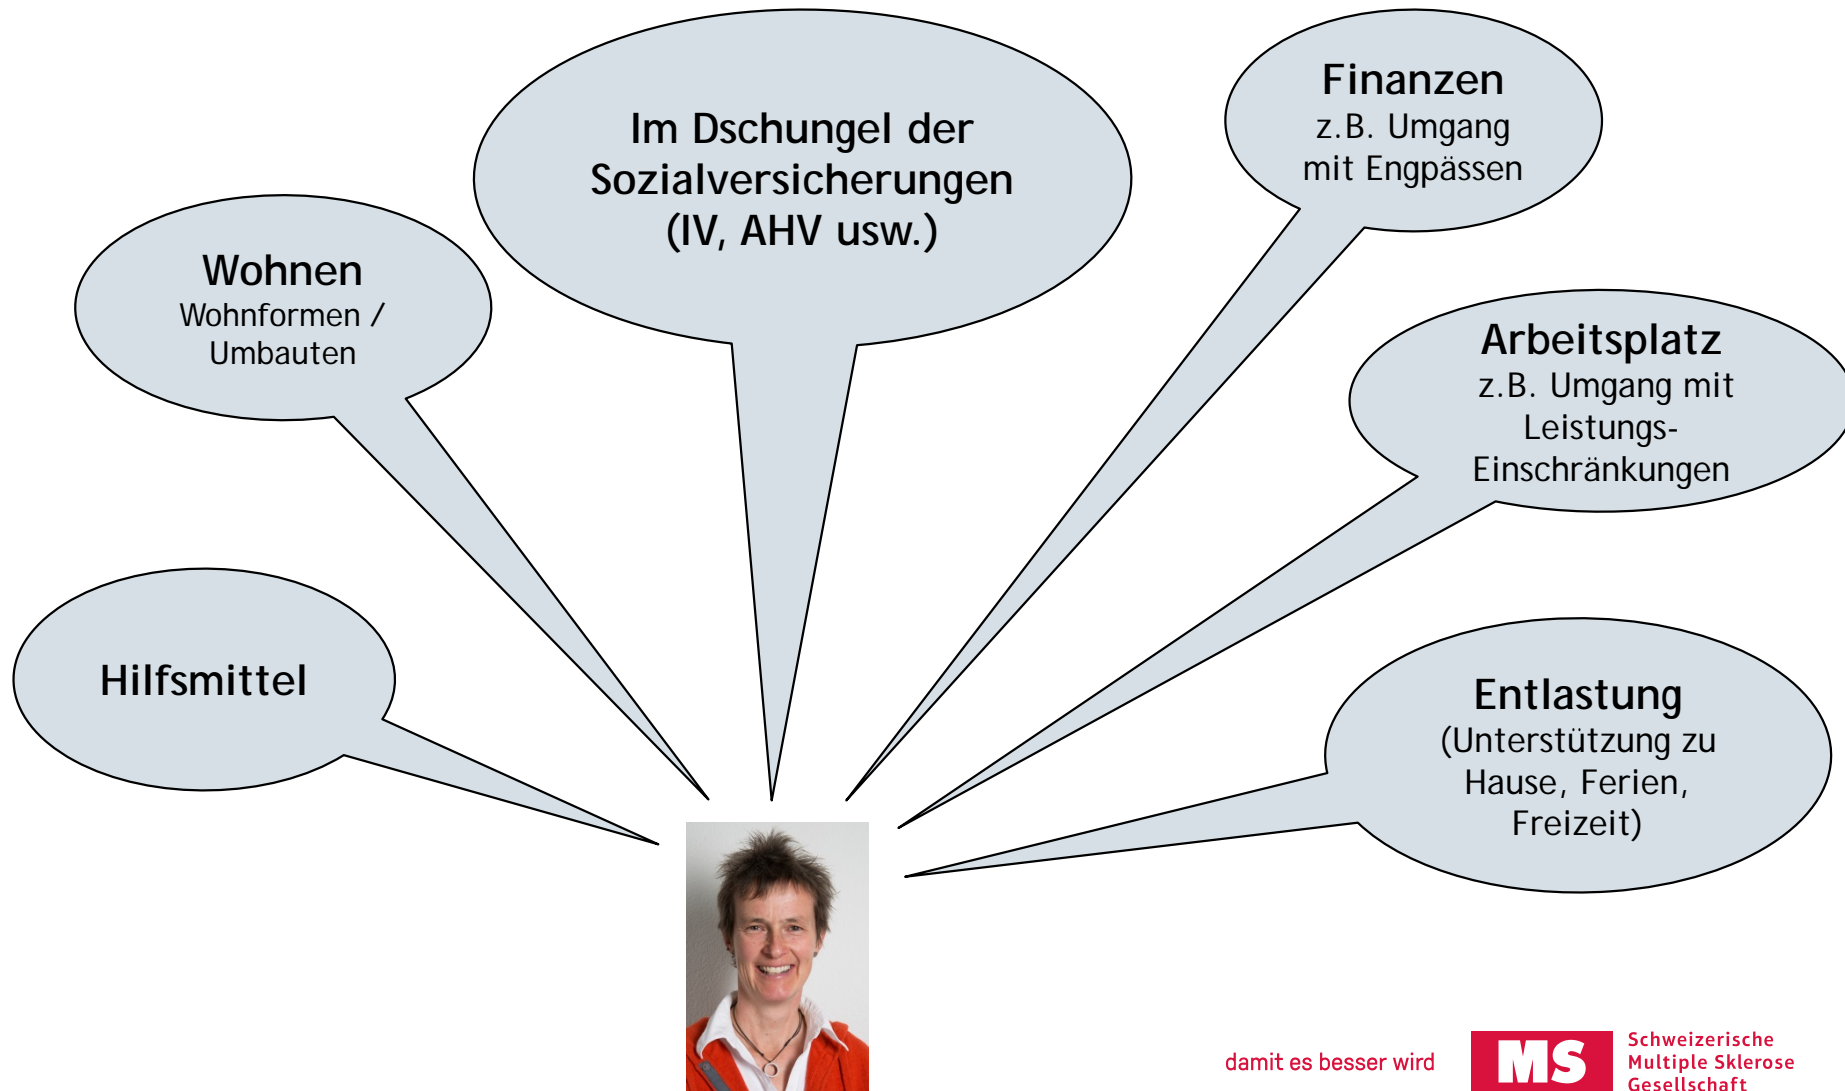 Im Dschungel der
Sozialversicherungen
(IV, AHV usw.)
Finanzen
z.B. Umgang
mit Engpässen
Wohnen
Wohnformen /
Umbauten
Arbeitsplatz
z.B. Umgang mit
Leistungs-
Einschränkungen
Hilfsmittel
Entlastung
(Unterstützung zu
Hause, Ferien,
Freizeit)
damit es besser wird
MS
Schweizerische
Multiple Sklerose
Gesellschaft